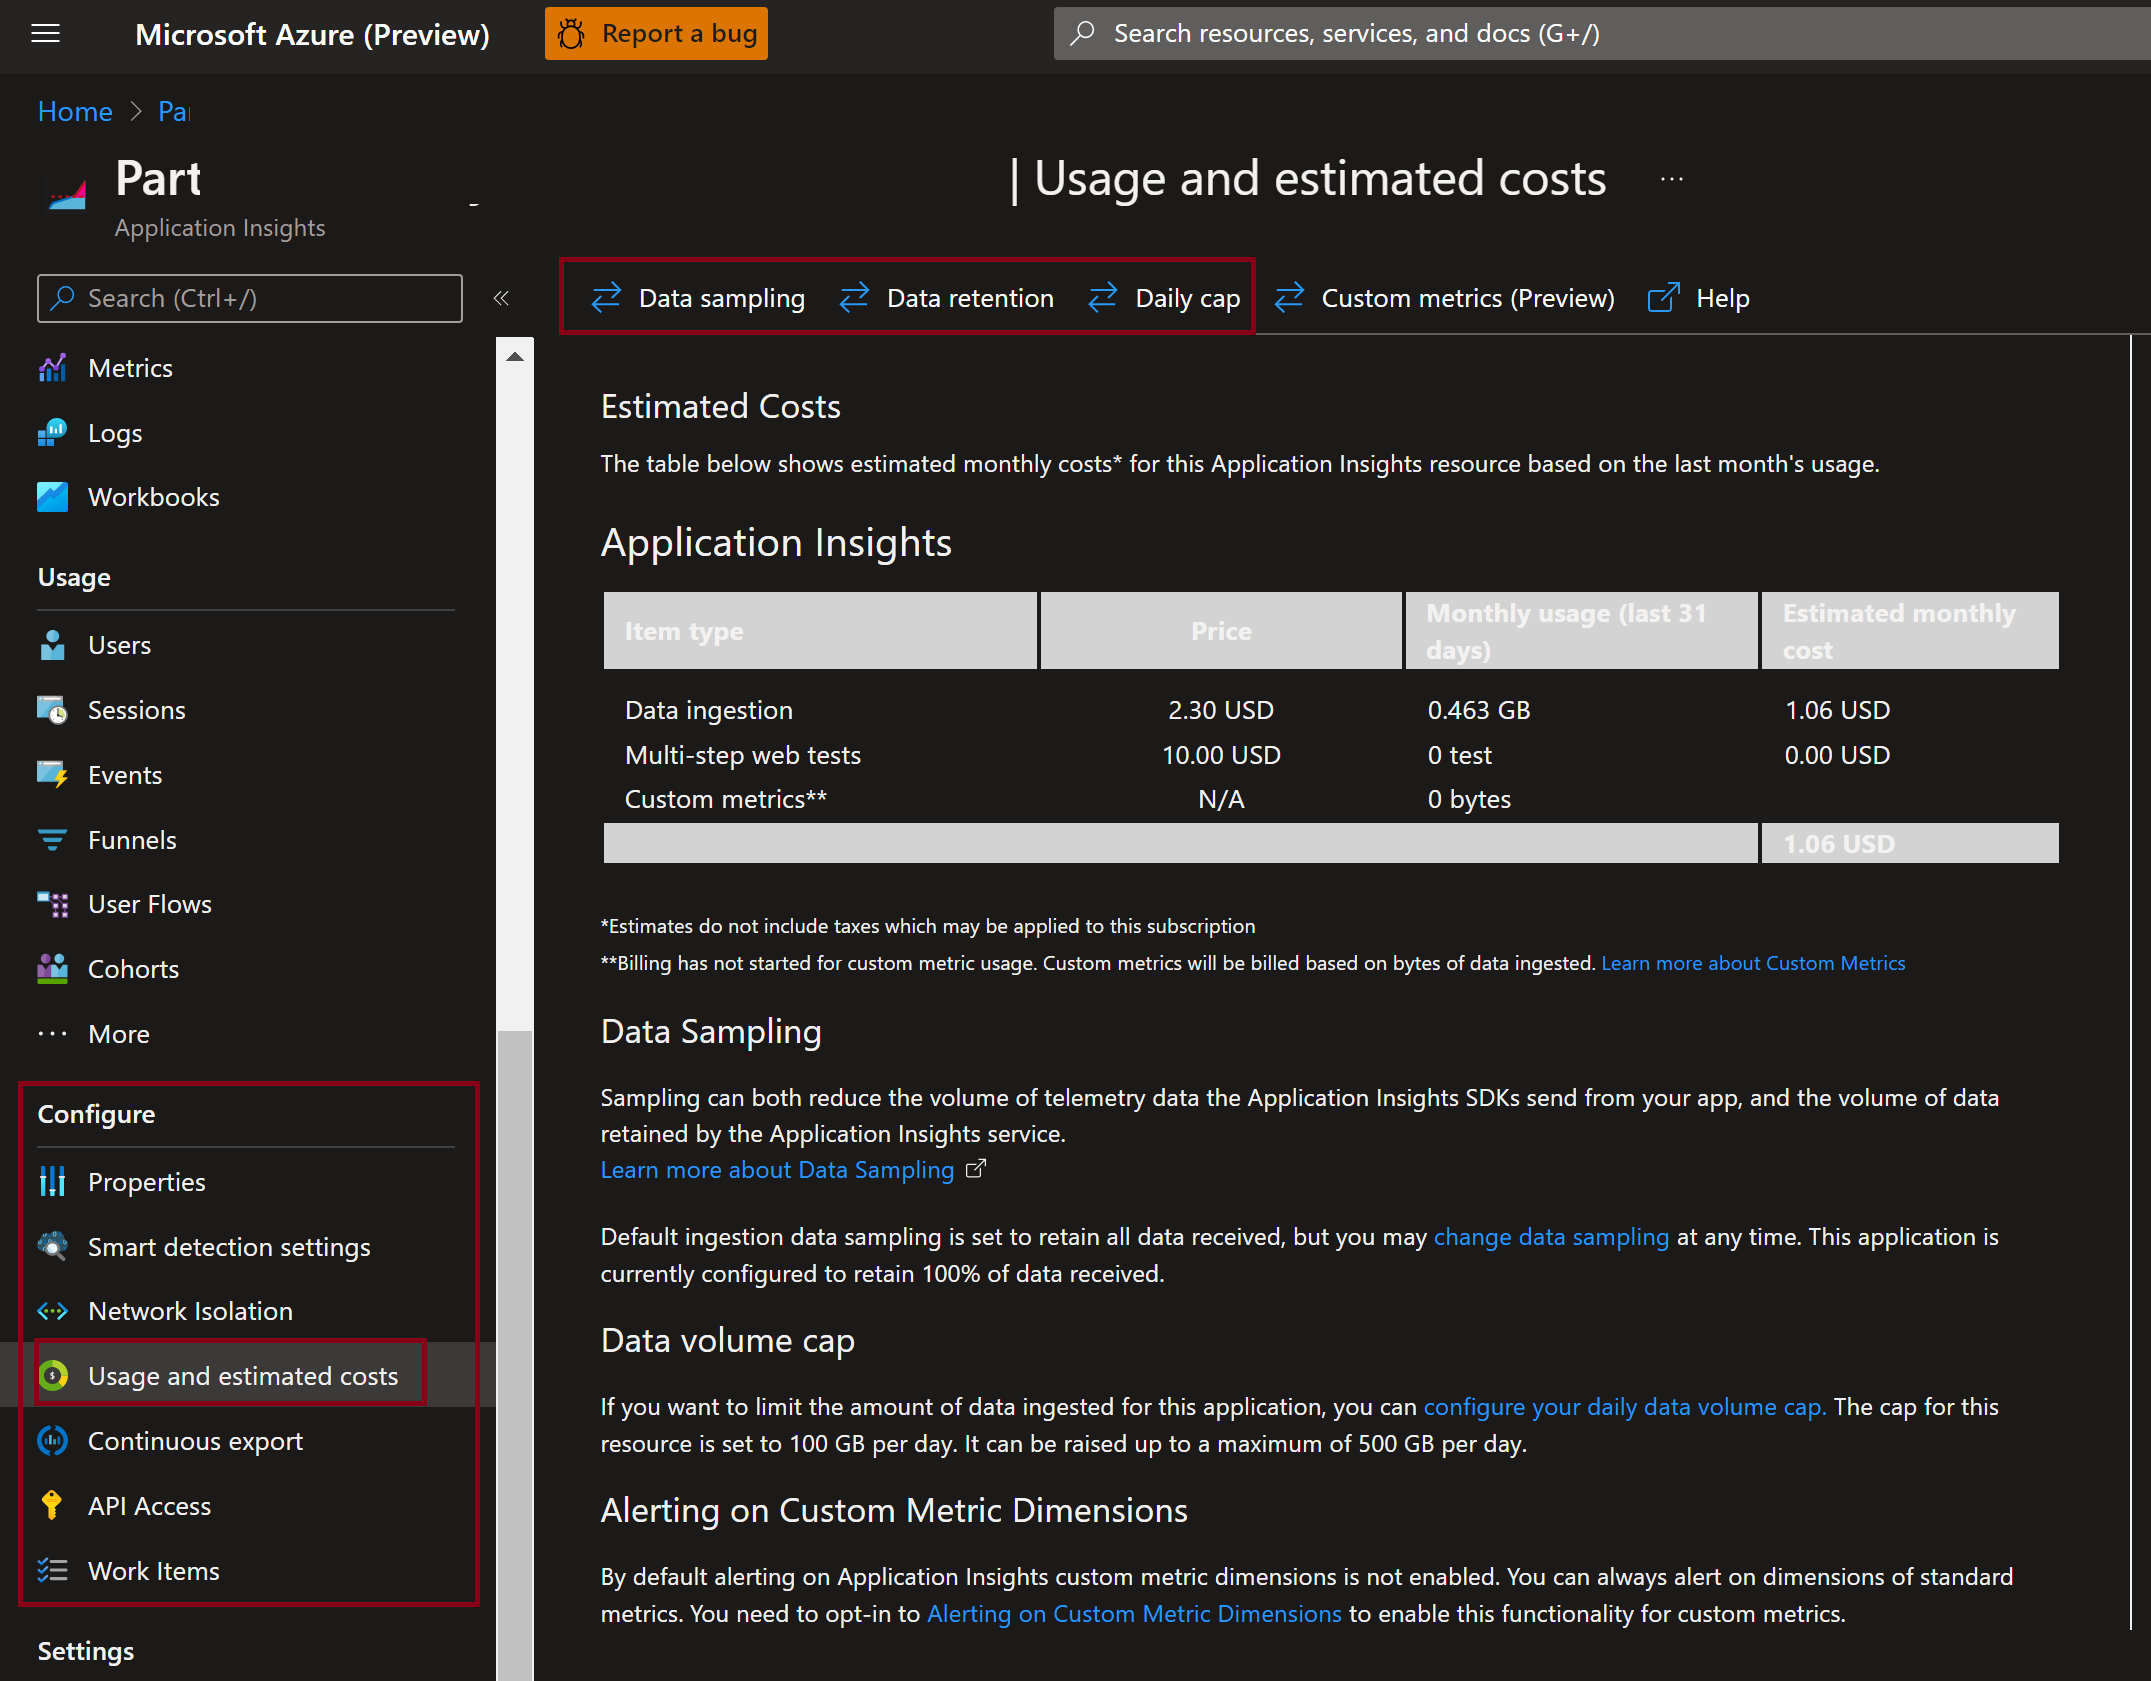 Microsoft Azure (Preview)
Report a bug
Search resources, services, and docs (G+/)
Home
Par
Part
| Usage and estimated costs
...
Application Insights
Search (Ctrl+/)
«
Metrics
Logs
Workbooks
Usage
Users
Sessions
Events
Funnels
User Flows
Cohorts
More
Configure
Properties
Smart detection settings
Network Isolation
Usage and estimated costs
Continuous export
API Access
Work Items
Settings
Data sampling
Data retention
Daily cap
Custom metrics (Preview)
Help
Estimated Costs
The table below shows estimated monthly costs* for this Application Insights resource based on the last month's usage.
Application Insights
Item type Price Monthly usage (last 31 days) Estimated monthly cost
Data ingestion 2.30 USD 0.463 GB 1.06 USD
Multi-step web tests 10.00 USD 0 test 0.00 USD
Custom metrics** N/A 0 bytes
1.06 USD
*Estimates do not include taxes which may be applied to this subscription
**Billing has not started for custom metric usage. Custom metrics will be billed based on bytes of data ingested. Learn more about Custom Metrics
Data Sampling
Sampling can both reduce the volume of telemetry data the Application Insights SDKs send from your app, and the volume of data
retained by the Application Insights service.
Learn more about Data Sampling
Default ingestion data sampling is set to retain all data received, but you may change data sampling at any time. This application is
currently configured to retain 100% of data received.
Data volume cap
If you want to limit the amount of data ingested for this application, you can configure your daily data volume cap. The cap for this
resource is set to 100 GB per day. It can be raised up to a maximum of 500 GB per day.
Alerting on Custom Metric Dimensions
By default alerting on Application Insights custom metric dimensions is not enabled. You can always alert on dimensions of standard
metrics. You need to opt-in to Alerting on Custom Metric Dimensions to enable this functionality for custom metrics.